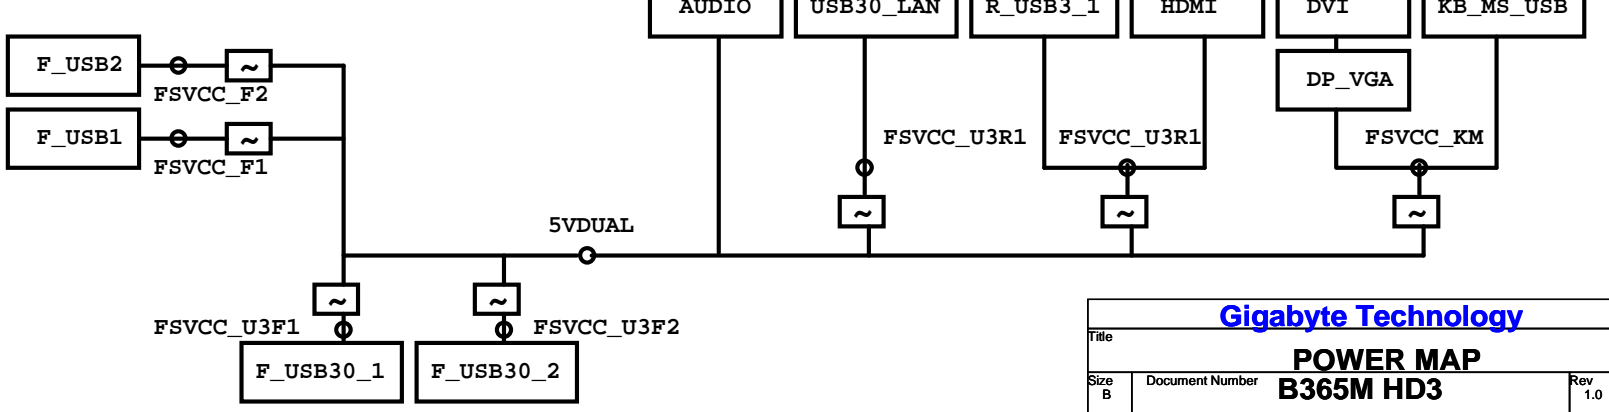 AUDIO
USB30_LAN
R_USB3_1
HDMI
DVI
KB_MS_USB
F_USB2
~
FSVCC_F2
DP_VGA
F_USB1
~
FSVCC_F1
FSVCC_U3R1
FSVCC_U3R1
FSVCC_KM
~
~
~
5VDUAL
~
~
FSVCC_U3F1
FSVCC_U3F2
F_USB30_1
F_USB30_2
Gigabyte Technology
Title
POWER MAP
Size
B
Document Number
B365M HD3
Rev
1.0